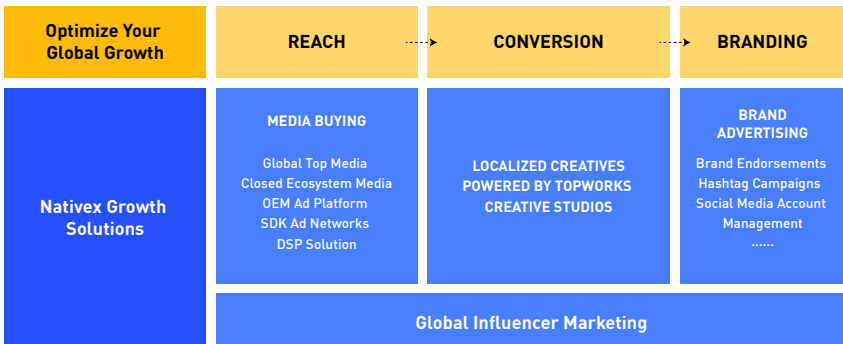 Optimize Your
Global Growth
REACH
CONVERSION
BRANDING
Nativex Growth
Solutions
MEDIA BUYING
Global Top Media
Closed Ecosystem Media
OEM Ad Platform
SDK Ad Networks
DSP Solution
LOCALIZED CREATIVES
POWERED BY TOPWORKS
CREATIVE STUDIOS
BRAND
ADVERTISING
Brand Endorsements
Hashtag Campaigns
Social Media Account
Management
......
Global Influencer Marketing